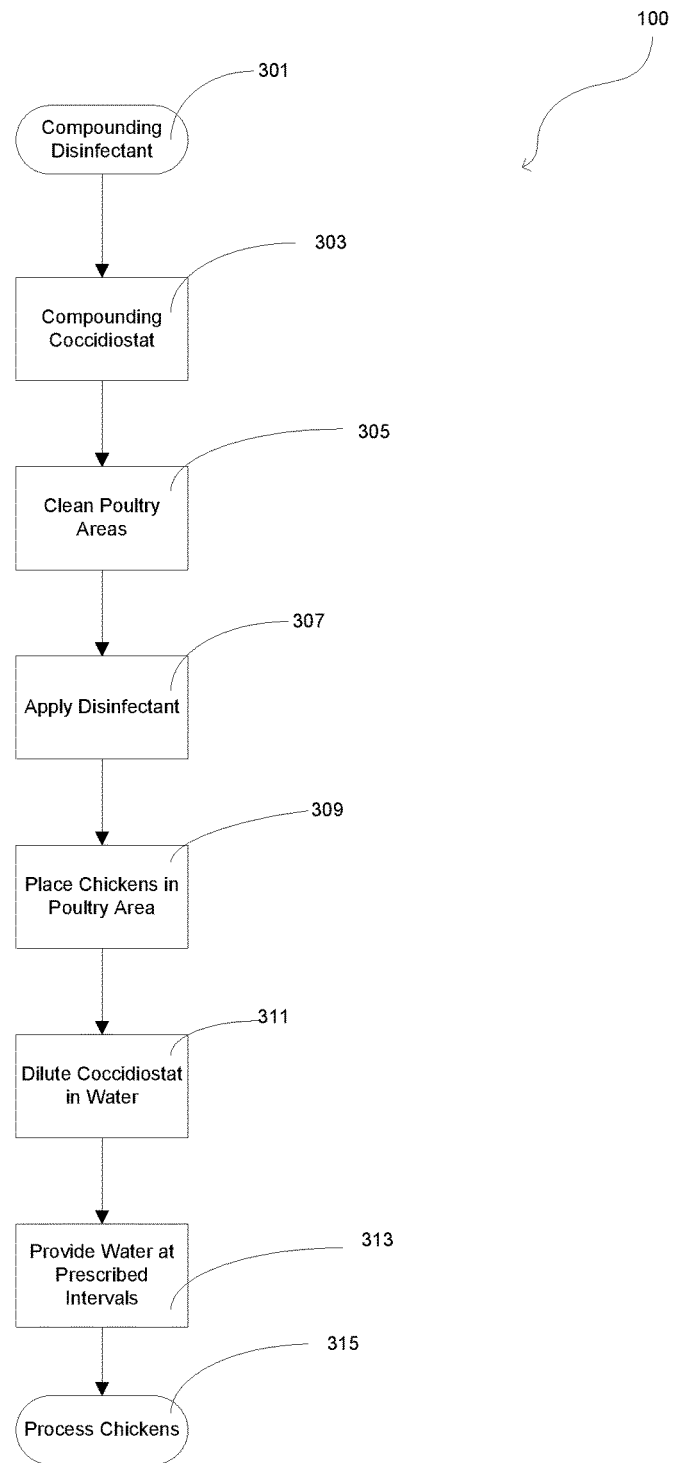 100
301
Compounding
Disinfectant
303
Compounding
Coccidiostat
305
Clean Poultry
Areas
307
Apply Disinfectant
309
Place Chickens in
Poultry Area
311
Dilute Coccidiostat
in Water
313
Provide Water at
Prescribed
Intervals
315
Process Chickens